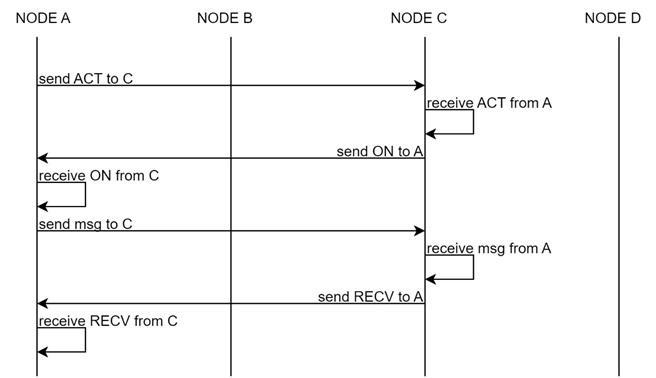 NODE A NODE B NODE C NODE D
send ACT to C
receive ACT from A
send ON to A
receive ON from C
send msg to C
receive msg from A
send RECV to A
receive RECV from C